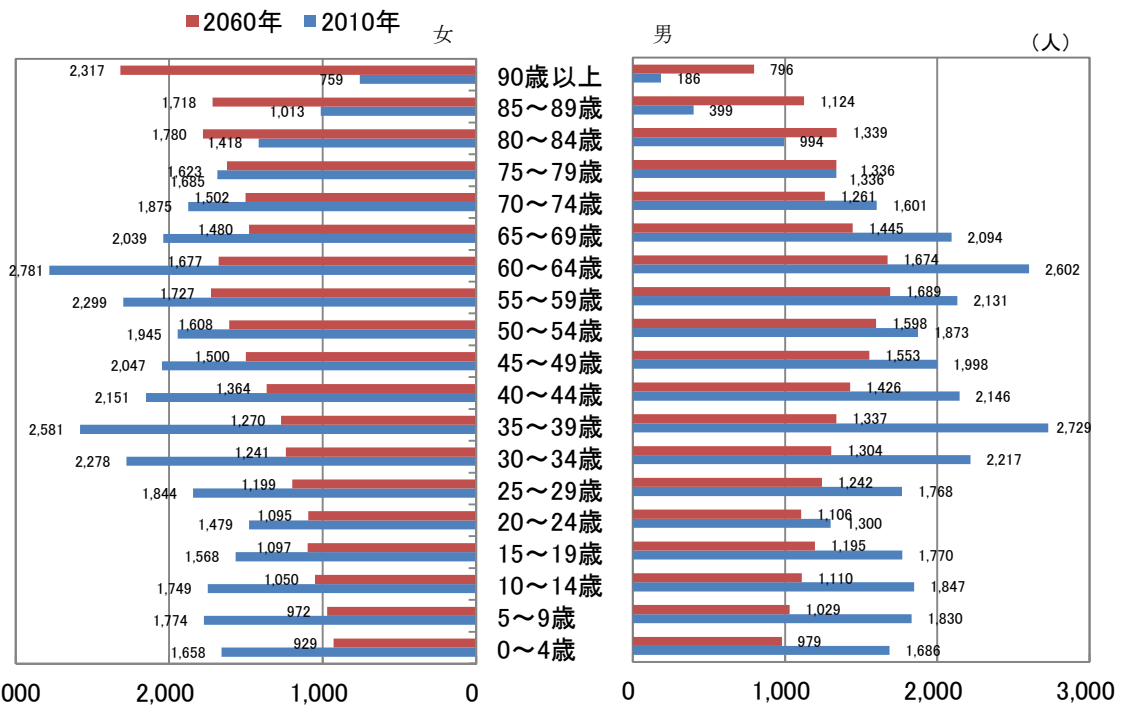 ■2060年 ■2010年
女
男
（人）
2,317 759 90歳以上 796 186
1,718 1,013 85～89歳 1,124 399
1,780 1,418 80～84歳 1,339 994
1,623 1,685 75～79歳 1,336 1,336
1,502 1,875 70～74歳 1,261 1,601
1,480 2,039 65～69歳 1,445 2,094
1,677 2,781 60～64歳 1,674 2,602
1,727 2,299 55～59歳 1,689 2,131
1,608 1,945 50～54歳 1,598 1,873
1,500 2,047 45～49歳 1,553 1,998
1,364 2,151 40～44歳 1,426 2,146
1,270 2,581 35～39歳 1,337 2,729
1,241 2,278 30～34歳 1,304 2,217
1,199 1,844 25～29歳 1,242 1,768
1,095 1,479 20～24歳 1,106 1,300
1,097 1,568 15～19歳 1,195 1,770
1,050 1,749 10～14歳 1,110 1,847
972 1,774 5～9歳 1,029 1,830
929 1,658 0～4歳 979 1,686
000 2,000 1,000 0 0 1,000 2,000 3,000